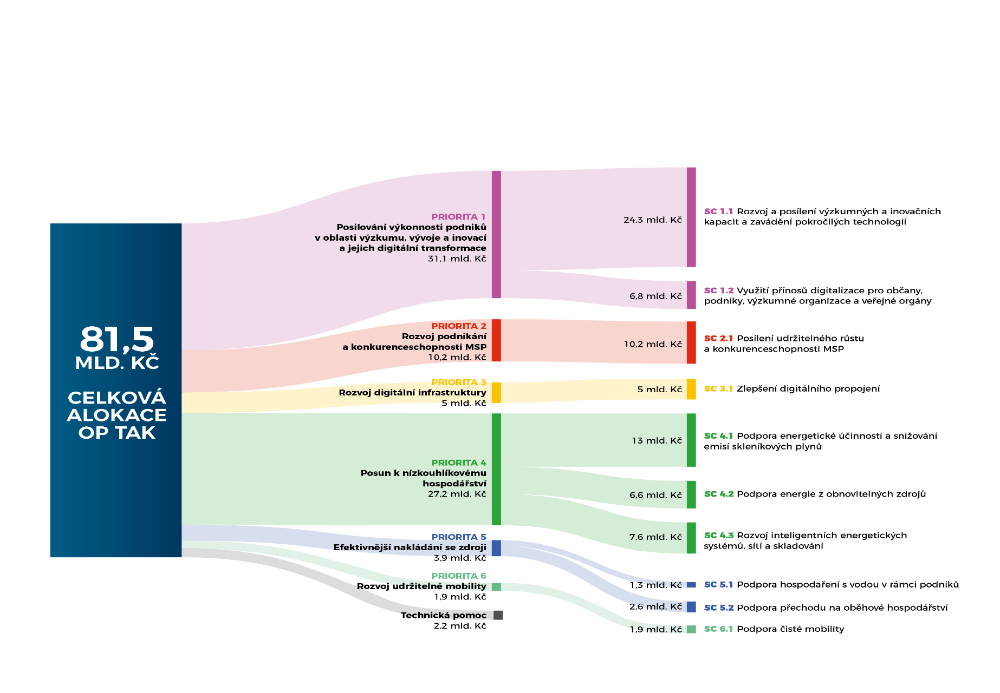 81,5
MLD. KČ
CELKOVÁ
ALOKACE
OP TAK
PRIORITA 1
Posilování výkonnosti podniků
v oblasti výzkumu, vývoje a inovací
a jejich digitální transformace
31,1 mld. Kč
PRIORITA 2
Rozvoj podnikání
a konkurenceschopnosti MSP
10,2 mld. Kč
PRIORITA 3
Rozvoj digitální infrastruktury
5 mld. Kč
PRIORITA 4
Posun k nízkouhlíkovému
hospodářství
27,2 mld. Kč
PRIORITA 5
Efektivnější nakládání se zdroji
3,9 mld. Kč
PRIORITA 6
Rozvoj udržitelné mobility
1,9 mld. Kč
Technická pomoc
2,2 mld. Kč
24,3 mld. Kč
SC 1.1 Rozvoj a posílení výzkumných a inovačních
kapacit a zavádění pokročilých technologií
6,8 mld. Kč
SC 1.2 Využití přínosů digitalizace pro občany,
podniky, výzkumné organizace a veřejné orgány
10,2 mld. Kč
SC 2.1 Posílení udržitelného růstu
a konkurenceschopnosti MSP
5 mld. Kč
SC 3.1 Zlepšení digitálního propojení
13 mld. Kč
SC 4.1 Podpora energetické účinnosti a snižování
emisí skleníkových plynů
6,6 mld. Kč
SC 4.2 Podpora energie z obnovitelných zdrojů
7,6 mld. Kč
SC 4.3 Rozvoj inteligentních energetických
systémů, sítí a skladování
1,3 mld. Kč
SC 5.1 Podpora hospodaření s vodou v rámci podniků
2,6 mld. Kč
SC 5.2 Podpora přechodu na oběhové hospodářství
1,9 mld. Kč
SC 6.1 Podpora čisté mobility